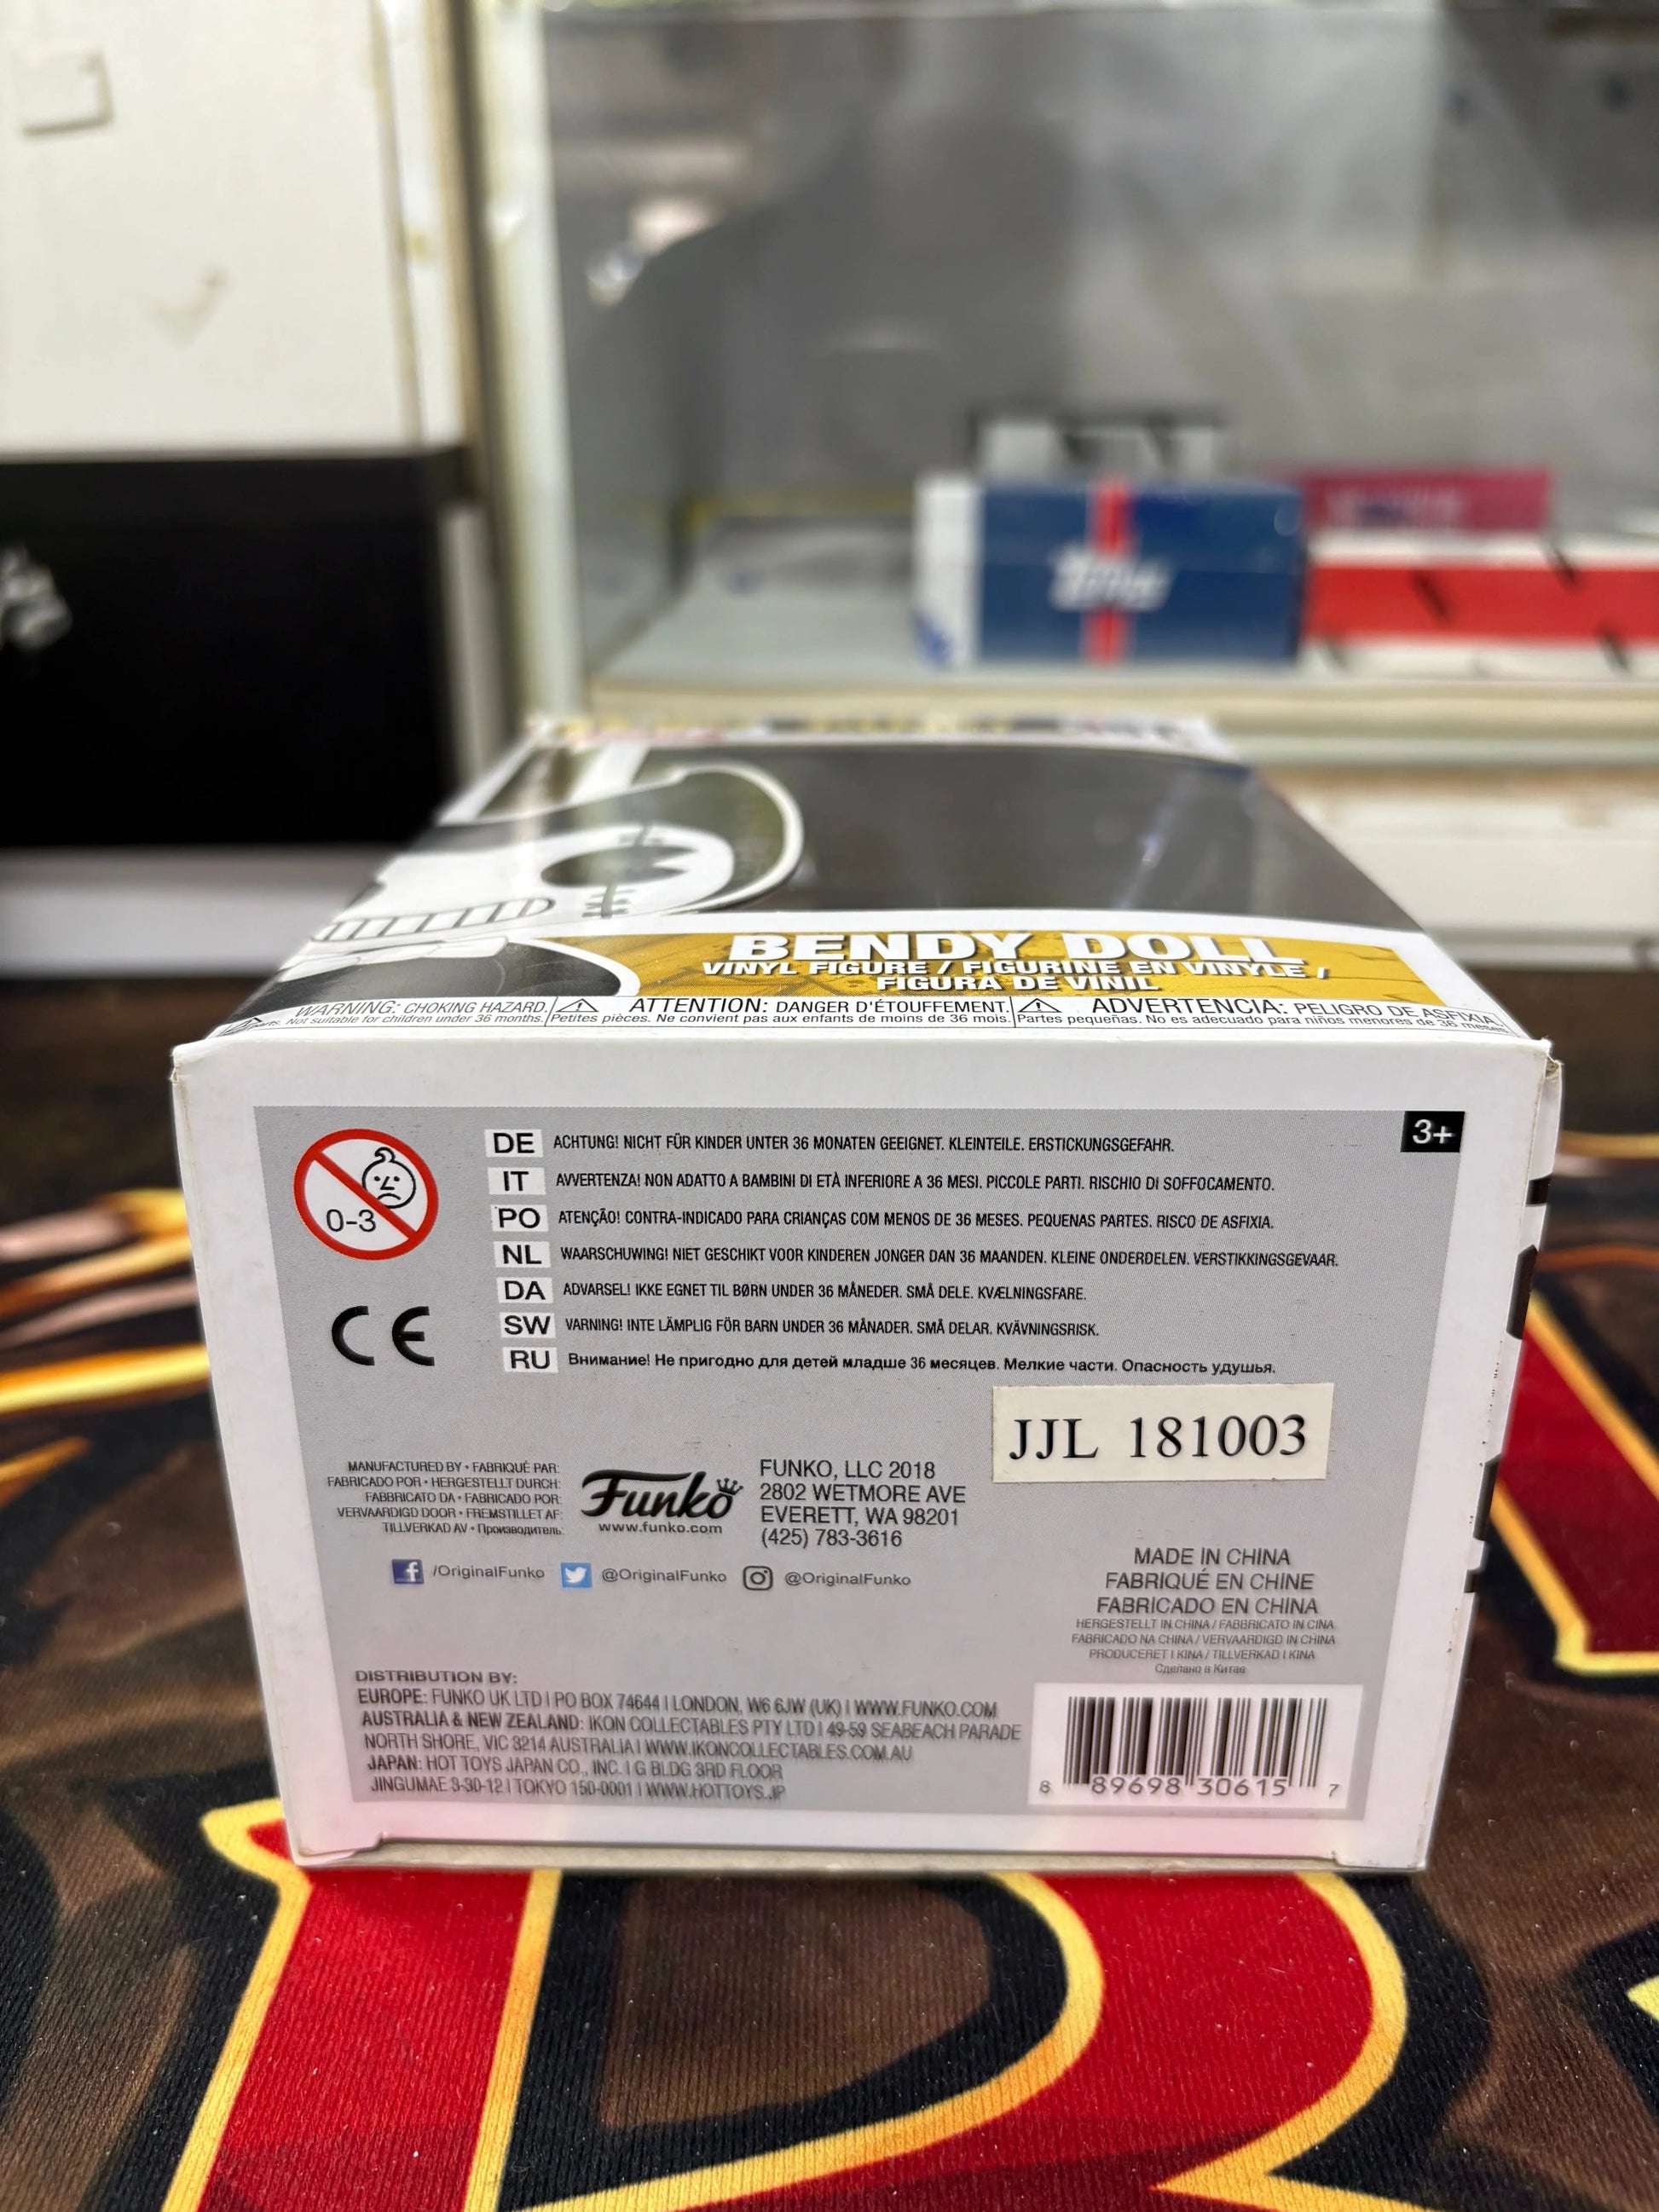 BENDY DOLL
VINYL FIGURE / FIGURINE EN VINYLE /
FIGURA DE VINIL
WARNING: CHOKING HAZARD.
Not suitable for children under 36 months.
ATTENTION: DANGER D'ÉTOUFFEMENT.
Petites pièces. Ne convient pas aux enfants de moins de 36 mois.
ADVERTENCIA: PELIGRO DE ASFIXIA.
Partes pequeñas. No es adecuado para niños menores de 36 meses.
3+
0-3
DE ACHTUNG! NICHT FÜR KINDER UNTER 36 MONATEN GEEIGNET. KLEINTEILE. ERSTICKUNGSGEFAHR.
IT AVVERTENZA! NON ADATTO A BAMBINI DI ETÀ INFERIORE A 36 MESI. PICCOLE PARTI. RISCHIO DI SOFFOCAMENTO.
PO ATENÇÃO! CONTRA-INDICADO PARA CRIANÇAS COM MENOS DE 36 MESES. PEQUENAS PARTES. RISCO DE ASFIXIA.
NL WAARSCHUWING! NIET GESCHIKT VOOR KINDEREN JONGER DAN 36 MAANDEN. KLEINE ONDERDELEN. VERSTIKKINGSGEVAAR.
DA ADVARSEL! IKKE EGNET TIL BØRN UNDER 36 MÅNEDER. SMÅ DELE. KVÆLNINGSFARE.
SW VARNING! INTE LÄMPLIG FÖR BARN UNDER 36 MÅNADER. SMÅ DELAR. KVÄVNINGSRISK.
RU Внимание! Не пригодно для детей младше 36 месяцев. Мелкие части. Опасность удушья.
CE
JJL 181003
MANUFACTURED BY • FABRIQUÉ PAR:
FABRICADO POR • HERGESTELLT DURCH:
FABBRICATO DA • FABRICADO POR:
VERVAARDIGD DOOR • FREMSTILLET AF:
TILLVERKAD AV • Производитель:
Funko
www.funko.com
FUNKO, LLC 2018
2802 WETMORE AVE
EVERETT, WA 98201
(425) 783-3616
/OriginalFunko @OriginalFunko @OriginalFunko
MADE IN CHINA
FABRIQUÉ EN CHINE
FABRICADO EN CHINA
HERGESTELLT IN CHINA / FABBRICATO IN CINA
FABRICADO NA CHINA / VERVAARDIGD IN CHINA
PRODUCERET I KINA / TILLVERKAD I KINA
Сделано в Китае
DISTRIBUTION BY:
EUROPE: FUNKO UK LTD | PO BOX 74644 | LONDON, W6 6JW (UK) | WWW.FUNKO.COM
AUSTRALIA & NEW ZEALAND: IKON COLLECTABLES PTY LTD | 49-59 SEABEACH PARADE
NORTH SHORE, VIC 3214 AUSTRALIA | WWW.IKONCOLLECTABLES.COM.AU
JAPAN: HOT TOYS JAPAN CO., INC. | G BLDG 3RD FLOOR
JINGUMAE 3-30-12 | TOKYO 150-0001 | WWW.HOTTOYS.JP
8 89698 30615 7
topps